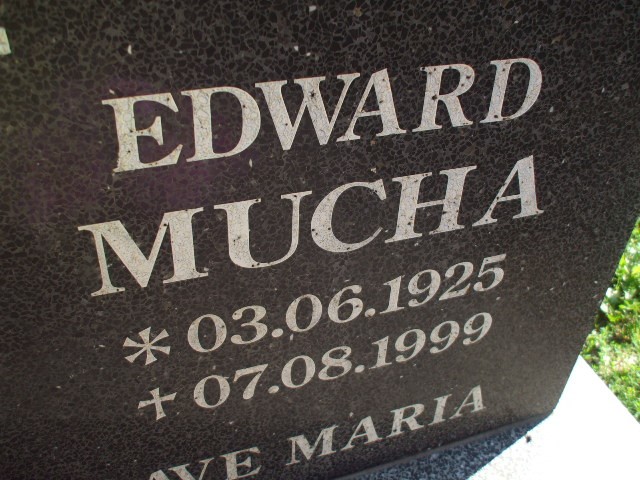 EDWARD
MUCHA
* 03.06.1925
† 07.08.1999
AVE MARIA